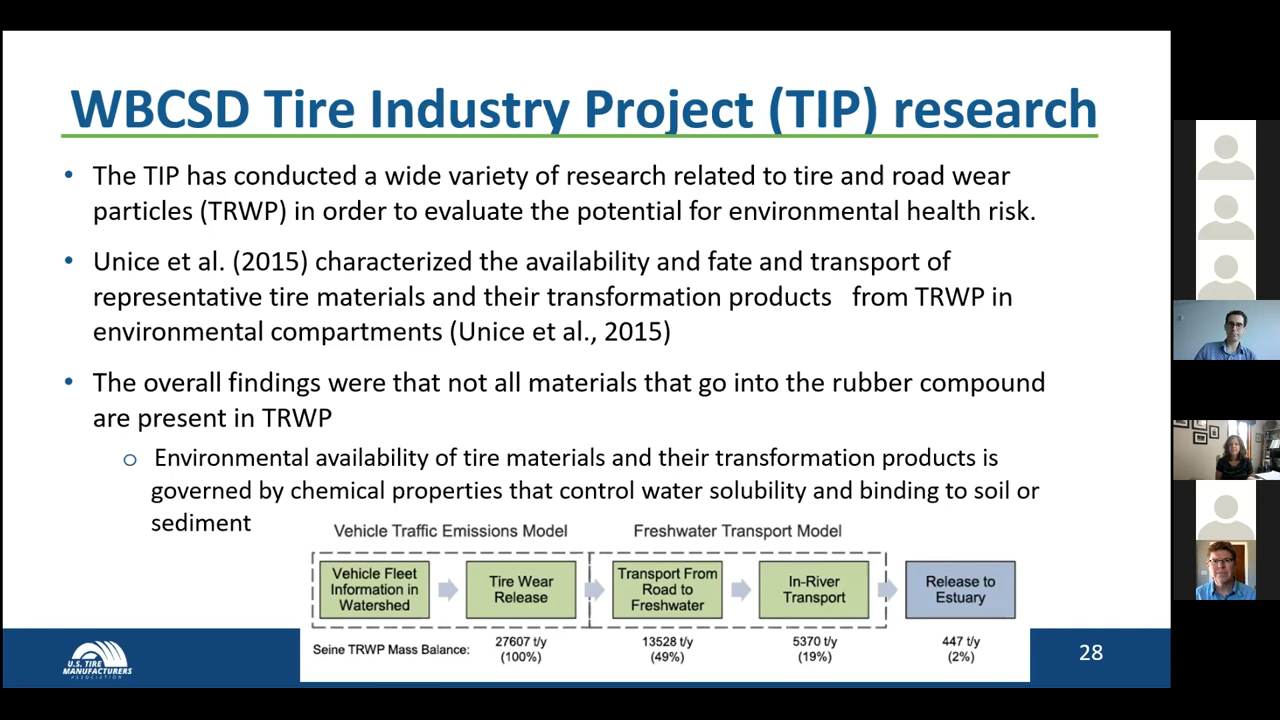 WBCSD Tire Industry Project (TIP) research
• The TIP has conducted a wide variety of research related to tire and road wear
particles (TRWP) in order to evaluate the potential for environmental health risk.
• Unice et al. (2015) characterized the availability and fate and transport of
representative tire materials and their transformation products from TRWP in
environmental compartments (Unice et al., 2015)
• The overall findings were that not all materials that go into the rubber compound
are present in TRWP
o Environmental availability of tire materials and their transformation products is
governed by chemical properties that control water solubility and binding to soil or
sediment
Vehicle Traffic Emissions Model
Freshwater Transport Model
Vehicle Fleet
Information in
Watershed
Tire Wear
Release
Transport From
Road to
Freshwater
In-River
Transport
Release to
Estuary
Seine TRWP Mass Balance:
27607 t/y
(100%)
13528 t/y
(49%)
5370 t/y
(19%)
447 t/y
(2%)
U.S. TIRE
MANUFACTURERS
ASSOCIATION
28